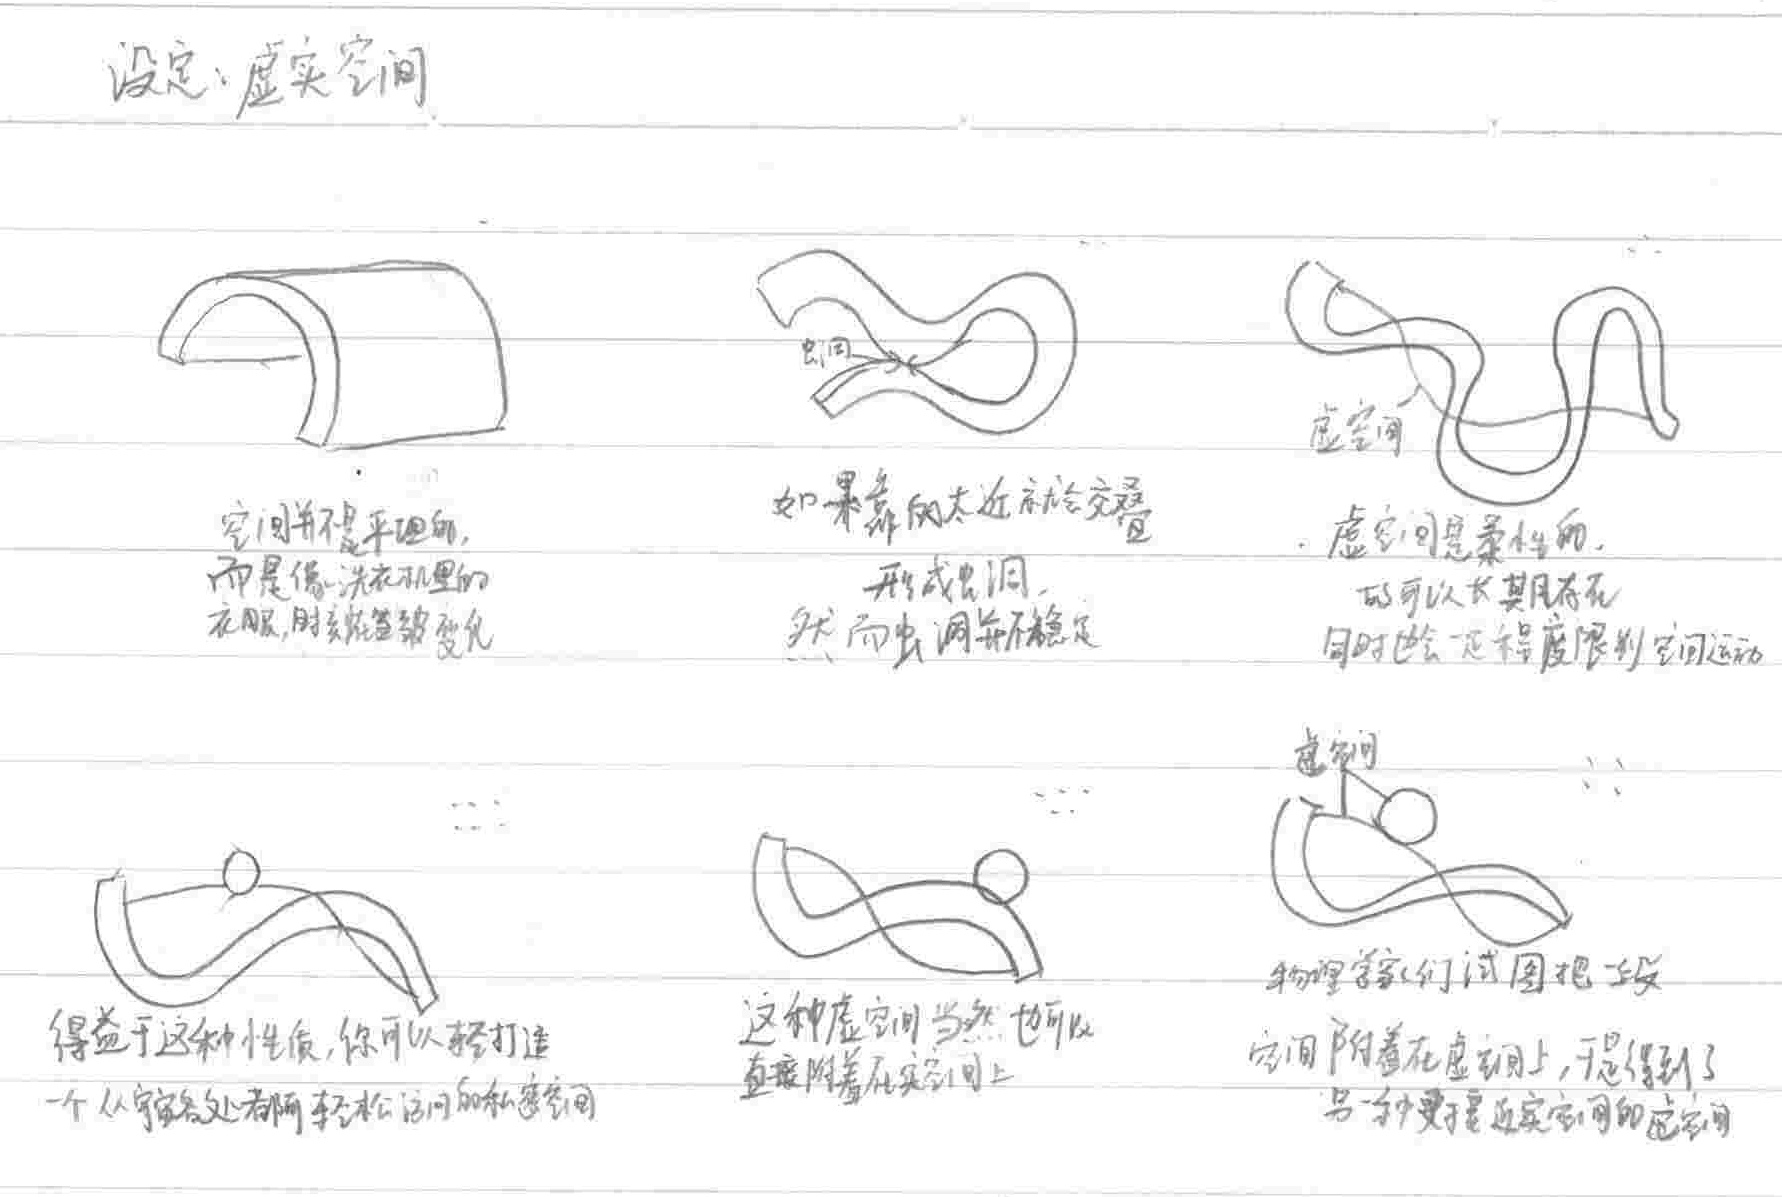 设定：虚实空间
虫洞
虚空间
空间并不是平坦的，
而是像洗衣机里的
衣服，时刻褶皱变化
如果靠的太近就会交叠
形成虫洞，
然而虫洞并不稳定
虚空间是柔性的，
故可以长期存在
同时也会一定程度限制空间运动
虚空间
得益于这种性质，你可以轻打造
一个从宇宙各处都可轻松访问的私密空间
这种虚空间当然也可以
直接附着在实空间上
物理学家们试图把一段
空间附着在虚空间上，于是得到了
另一种更靠近实空间的虚空间